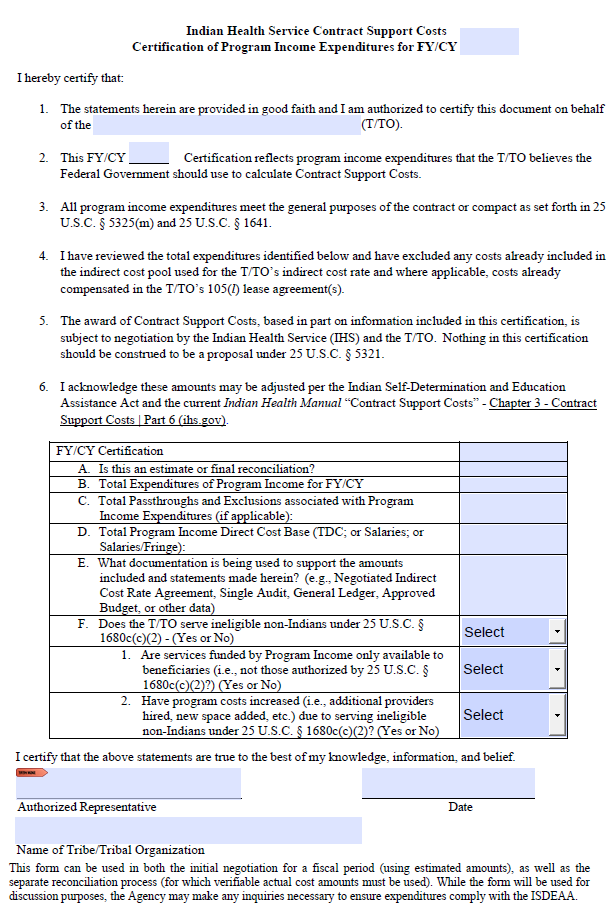 Indian Health Service Contract Support Costs
Certification of Program Income Expenditures for FY/CY
I hereby certify that:
1. The statements herein are provided in good faith and I am authorized to certify this document on behalf
of the (T/TO).
2. This FY/CY Certification reflects program income expenditures that the T/TO believes the
Federal Government should use to calculate Contract Support Costs.
3. All program income expenditures meet the general purposes of the contract or compact as set forth in 25
U.S.C. § 5325(m) and 25 U.S.C. § 1641.
4. I have reviewed the total expenditures identified below and have excluded any costs already included in
the indirect cost pool used for the T/TO's indirect cost rate and where applicable, costs already
compensated in the T/TO's 105(l) lease agreement(s).
5. The award of Contract Support Costs, based in part on information included in this certification, is
subject to negotiation by the Indian Health Service (IHS) and the T/TO. Nothing in this certification
should be construed to be a proposal under 25 U.S.C. § 5321.
6. I acknowledge these amounts may be adjusted per the Indian Self-Determination and Education
Assistance Act and the current Indian Health Manual “Contract Support Costs” - Chapter 3 - Contract
Support Costs | Part 6 (ihs.gov).
FY/CY Certification
A. Is this an estimate or final reconciliation?
B. Total Expenditures of Program Income for FY/CY
C. Total Passthroughs and Exclusions associated with Program
Income Expenditures (if applicable):
D. Total Program Income Direct Cost Base (TDC; or Salaries; or
Salaries/Fringe):
E. What documentation is being used to support the amounts
included and statements made herein? (e.g., Negotiated Indirect
Cost Rate Agreement, Single Audit, General Ledger, Approved
Budget, or other data)
F. Does the T/TO serve ineligible non-Indians under 25 U.S.C. §
1680c(c)(2) - (Yes or No)
Select
1. Are services funded by Program Income only available to
beneficiaries (i.e., not those authorized by 25 U.S.C. §
1680c(c)(2)?) (Yes or No)
Select
2. Have program costs increased (i.e., additional providers
hired, new space added, etc.) due to serving ineligible
non-Indians under 25 U.S.C. § 1680c(c)(2)? (Yes or No)
Select
I certify that the above statements are true to the best of my knowledge, information, and belief.
Authorized Representative Date
Name of Tribe/Tribal Organization
This form can be used in both the initial negotiation for a fiscal period (using estimated amounts), as well as the
separate reconciliation process (for which verifiable actual cost amounts must be used). While the form will be used for
discussion purposes, the Agency may make any inquiries necessary to ensure expenditures comply with the ISDEAA.